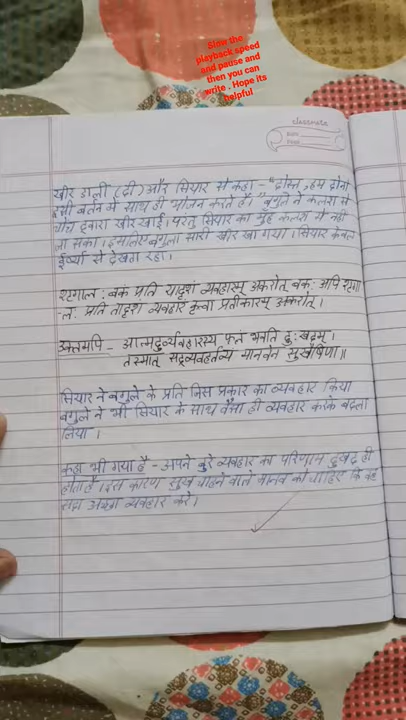 Slow the
playback speed
and pause and
then you can
write . Hope its
helpful
classmate
Date
Page
खीर डाली (दी) और सियार से कहा - "दोस्त, हम दोनो
इसी बर्तन में साथ ही भोजन करते हैं। "बगुले ने कलश से
चोंच द्वारा खीर खाई। परंतु सियार का मुँह कलश में नही
जा सका। इसलिए बगुला सारी खीर खा गया। सियार केवल
ईर्ष्या से देखता रहा।
शृगालः बकं प्रति यादृशं व्यवहारम् अकरोत् बकः अपि शृगा
-लं प्रति तादृशं व्यवहारं कृत्वा प्रतीकारम् अकरोत्।
उक्तमपि - आत्मदुर्व्यवहारस्य फलं भवति दुःखदम्।
तस्मात् सद्व्यवहर्तव्यं मानवेन सुखैषिणा॥
सियार ने बगुले के प्रति जिस प्रकार का व्यवहार किया
बगुले ने भी सियार के साथ वैसा ही व्यवहार करके बदला
लिया।
कहा भी गया है - अपने बुरे व्यवहार का परिणाम दुखद ही
होता है। इस कारण सुख चाहने वाले मानव को चाहिए कि वह
सदा अच्छा व्यवहार करे।